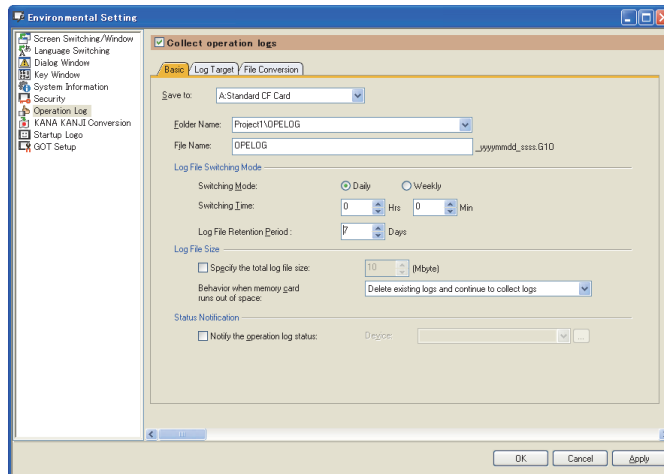 Environmental Setting
Screen Switching/Window
Language Switching
Dialog Window
Key Window
System Information
Security
Operation Log
KANA KANJI Conversion
Startup Logo
GOT Setup
Collect operation logs
Basic Log Target File Conversion
Save to: A:Standard CF Card
Folder Name: Project1\OPELOG
File Name: OPELOG _yyyymmdd_ssss.G1O
Log File Switching Mode
Switching Mode: Daily Weekly
Switching Time: 0 Hrs 0 Min
Log File Retention Period : 7 Days
Log File Size
Specify the total log file size: 10 (Mbyte)
Behavior when memory card
runs out of space: Delete existing logs and continue to collect logs
Status Notification
Notify the operation log status: Device: ...
OK Cancel Apply